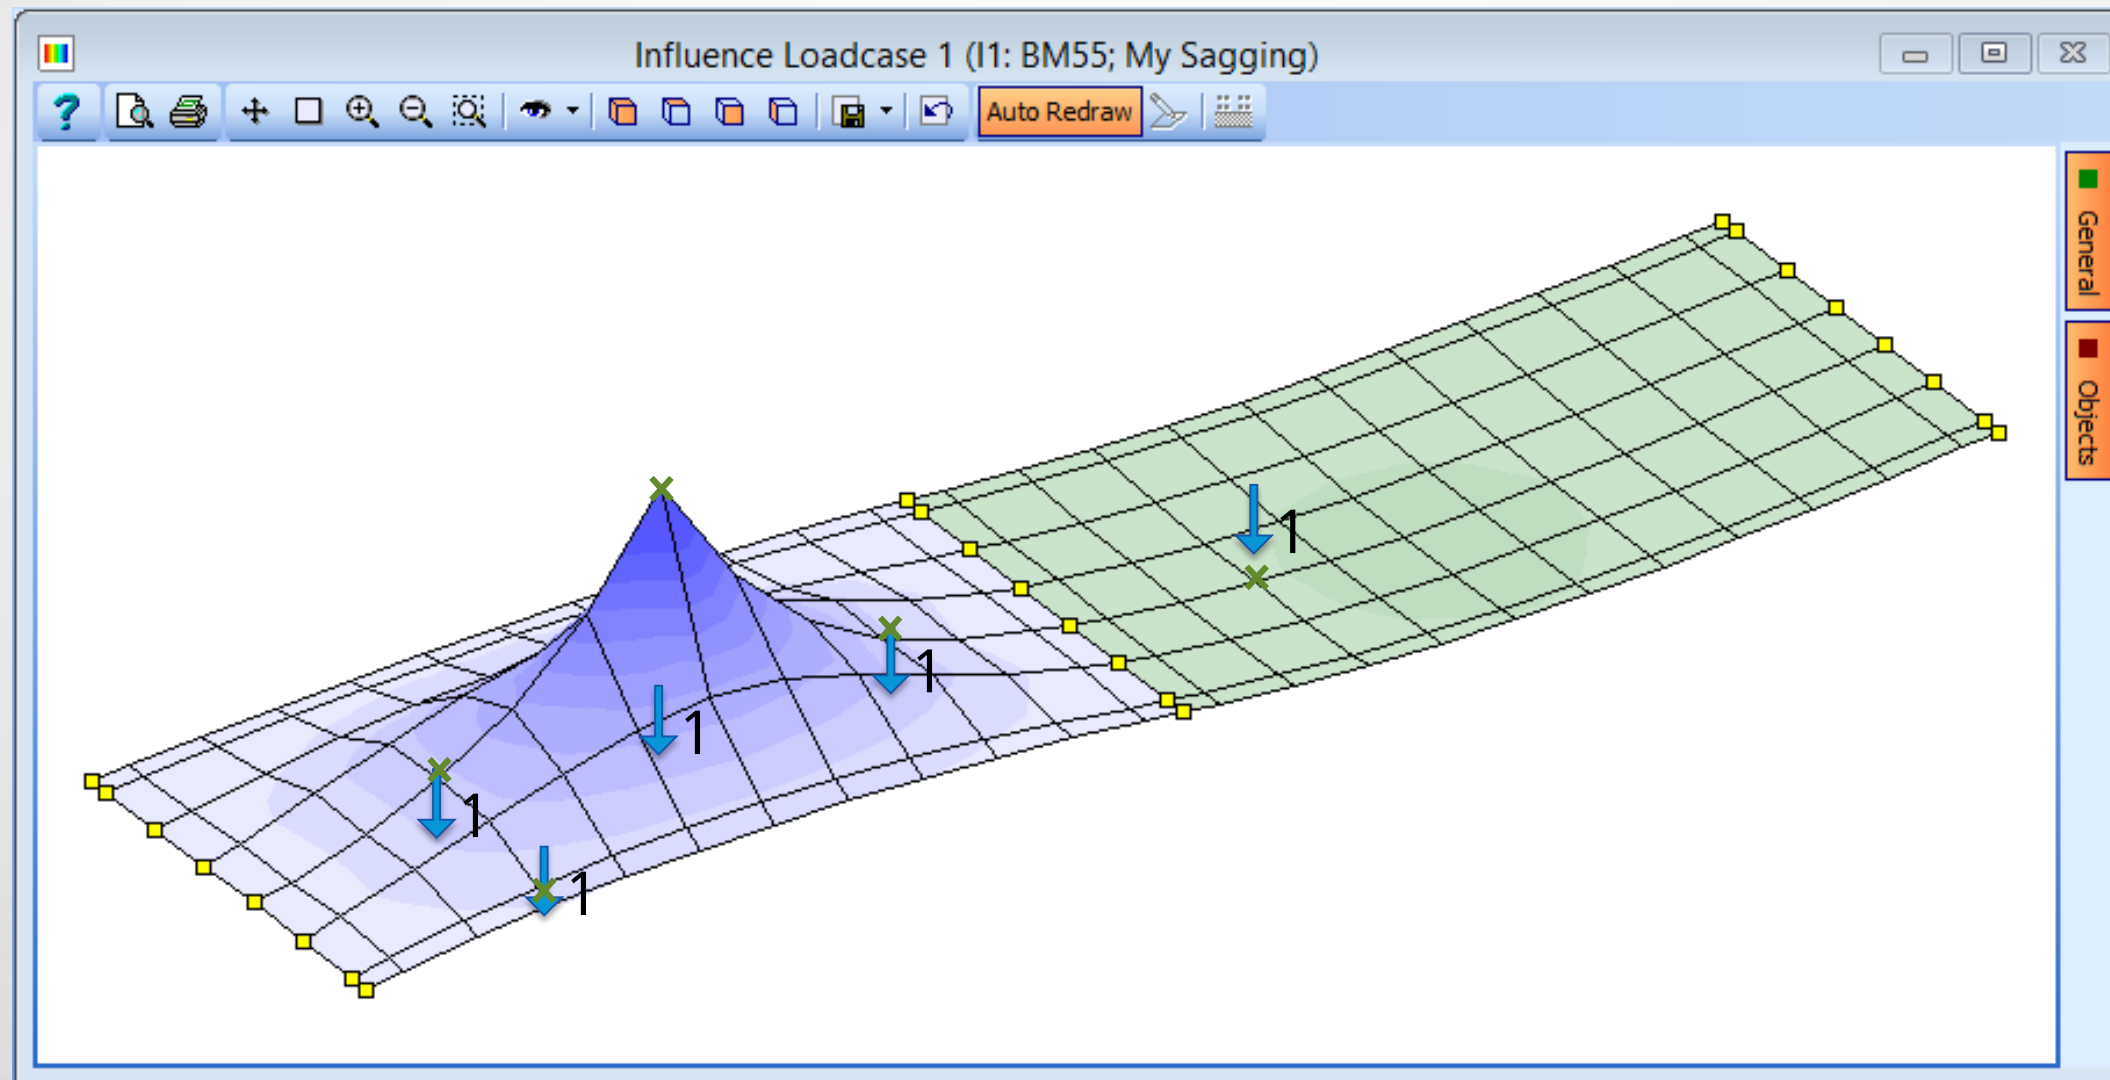 Influence Loadcase 1 (I1: BM55; My Sagging)
? Auto Redraw
General
Objects
1
1
1
1
1